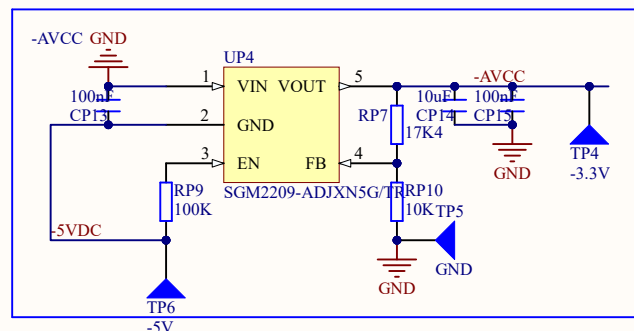 -AVCC GND
UP4
1 VIN VOUT 5
-AVCC
100nF
CP13
2 GND
RP7
17K4
10uF
CP14
100nF
CP15
3 EN FB 4
TP4
-3.3V
GND
SGM2209-ADJXN5G/TR
RP9
100K
RP10
10K
TP5
-5VDC
GND
GND
TP6
-5V